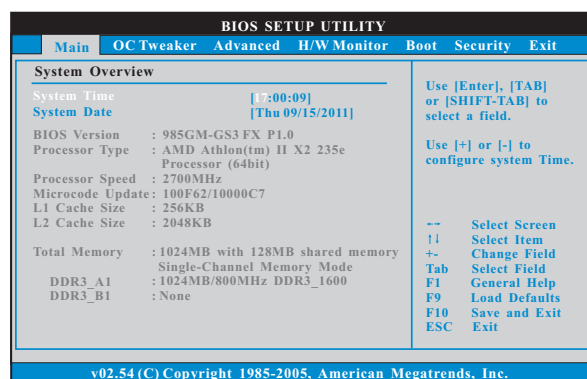 BIOS SETUP UTILITY
Main OC Tweaker Advanced H/W Monitor Boot Security Exit
System Overview
System Time [17:00:09]
System Date [Thu 09/15/2011]
BIOS Version : 985GM-GS3 FX P1.0
Processor Type : AMD Athlon(tm) II X2 235e
Processor (64bit)
Processor Speed : 2700MHz
Microcode Update : 100F62/10000C7
L1 Cache Size : 256KB
L2 Cache Size : 2048KB
Total Memory : 1024MB with 128MB shared memory
Single-Channel Memory Mode
DDR3_A1 : 1024MB/800MHz DDR3_1600
DDR3_B1 : None
Use [Enter], [TAB]
or [SHIFT-TAB] to
select a field.
Use [+] or [-] to
configure system Time.
←→ Select Screen
↑↓ Select Item
+- Change Field
Tab Select Field
F1 General Help
F9 Load Defaults
F10 Save and Exit
ESC Exit
v02.54 (C) Copyright 1985-2005, American Megatrends, Inc.